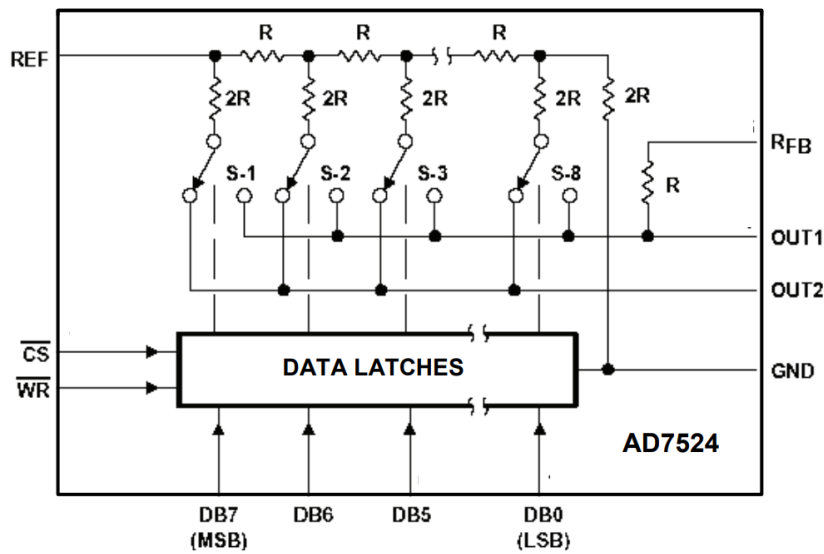 R R R
REF
2R 2R 2R 2R 2R
RFB
S-1 S-2 S-3 S-8
R
OUT1
OUT2
CS
DATA LATCHES
GND
WR
AD7524
DB7 DB6 DB5 DB0
(MSB) (LSB)